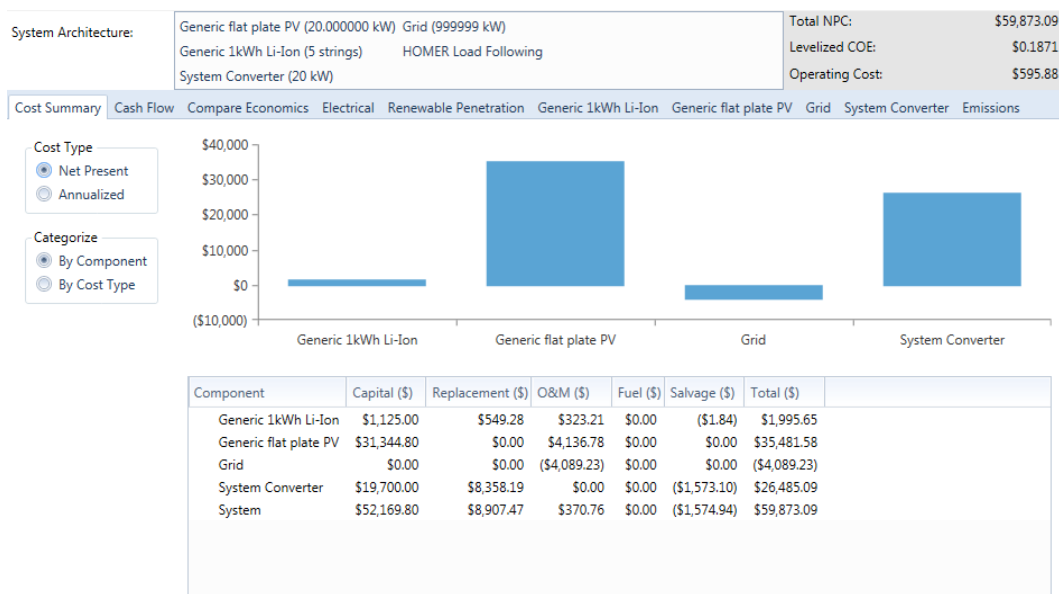 System Architecture:
Generic flat plate PV (20.000000 kW) Grid (999999 kW)
Generic 1kWh Li-Ion (5 strings) HOMER Load Following
System Converter (20 kW)
Total NPC: $59,873.09
Levelized COE: $0.1871
Operating Cost: $595.88
Cost Summary Cash Flow Compare Economics Electrical Renewable Penetration Generic 1kWh Li-Ion Generic flat plate PV Grid System Converter Emissions
Cost Type
Net Present
Annualized
Categorize
By Component
By Cost Type
$40,000
$30,000
$20,000
$10,000
$0
($10,000)
Generic 1kWh Li-Ion Generic flat plate PV Grid System Converter
Component Capital ($) Replacement ($) O&M ($) Fuel ($) Salvage ($) Total ($)
Generic 1kWh Li-Ion $1,125.00 $549.28 $323.21 $0.00 ($1.84) $1,995.65
Generic flat plate PV $31,344.80 $0.00 $4,136.78 $0.00 $0.00 $35,481.58
Grid $0.00 $0.00 ($4,089.23) $0.00 $0.00 ($4,089.23)
System Converter $19,700.00 $8,358.19 $0.00 $0.00 ($1,573.10) $26,485.09
System $52,169.80 $8,907.47 $370.76 $0.00 ($1,574.94) $59,873.09